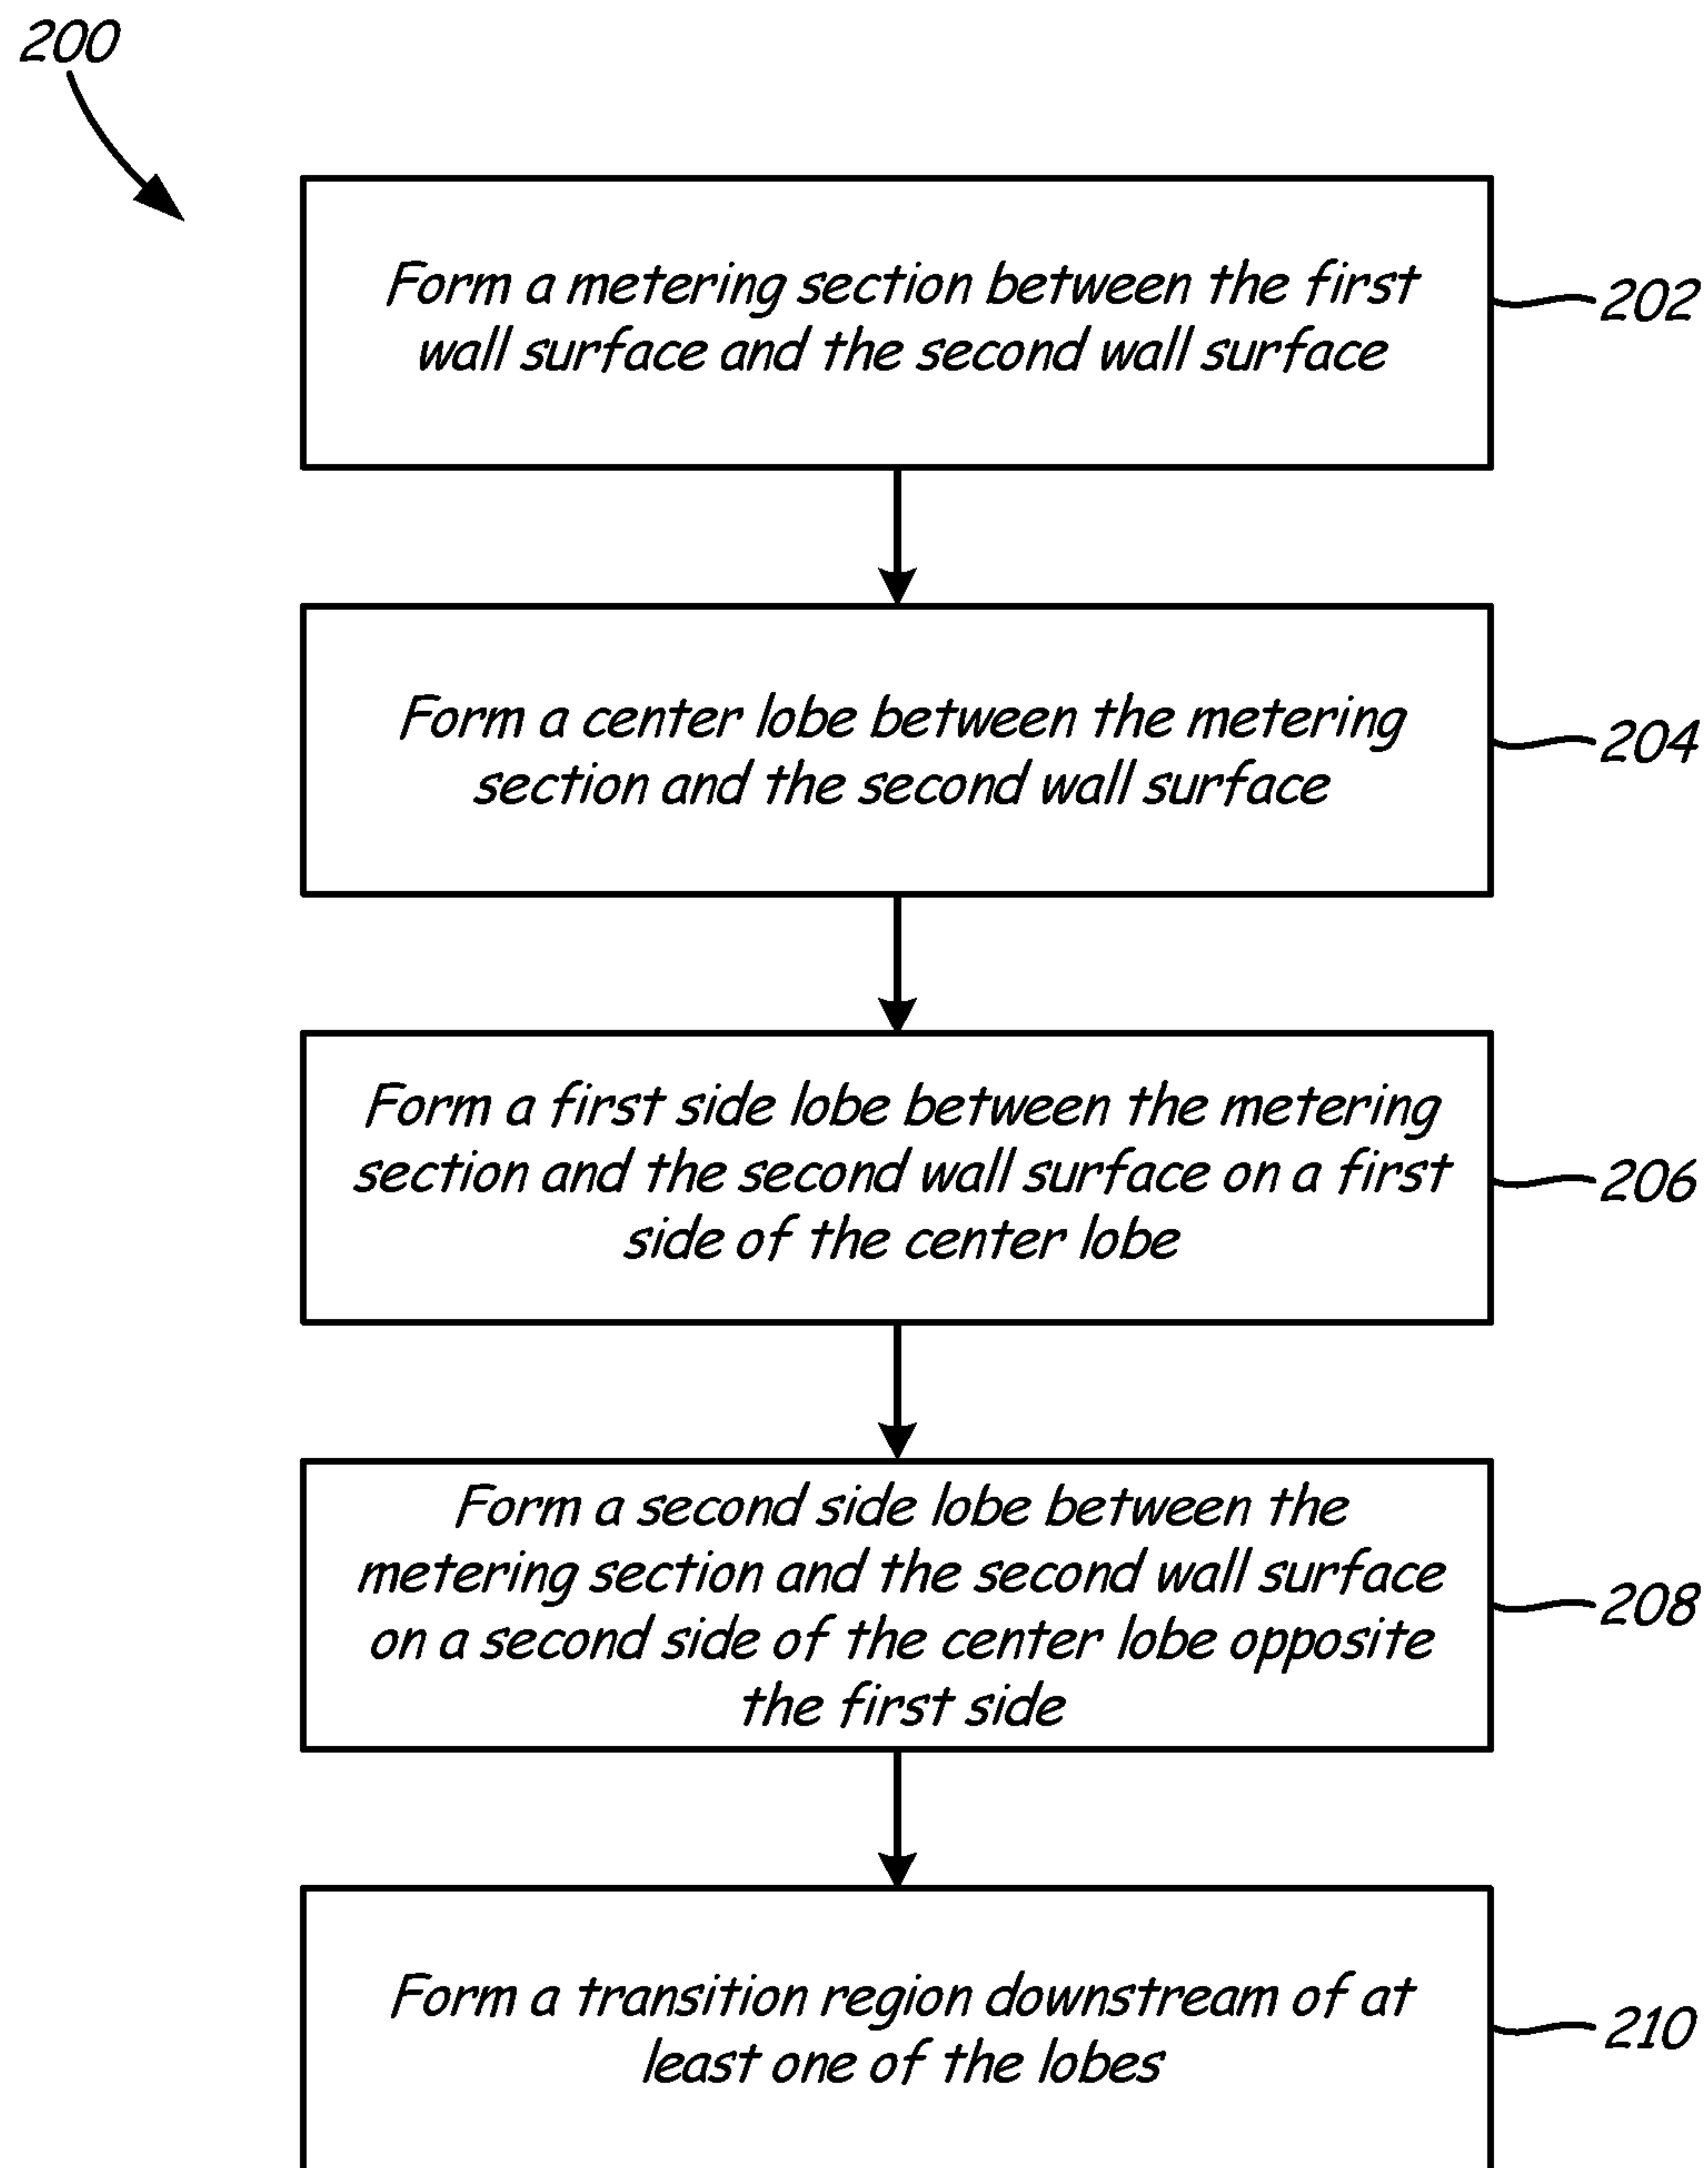 200
Form a metering section between the first
wall surface and the second wall surface
202
Form a center lobe between the metering
section and the second wall surface
204
Form a first side lobe between the metering
section and the second wall surface on a first
side of the center lobe
206
Form a second side lobe between the
metering section and the second wall surface
on a second side of the center lobe opposite
the first side
208
Form a transition region downstream of at
least one of the lobes
210